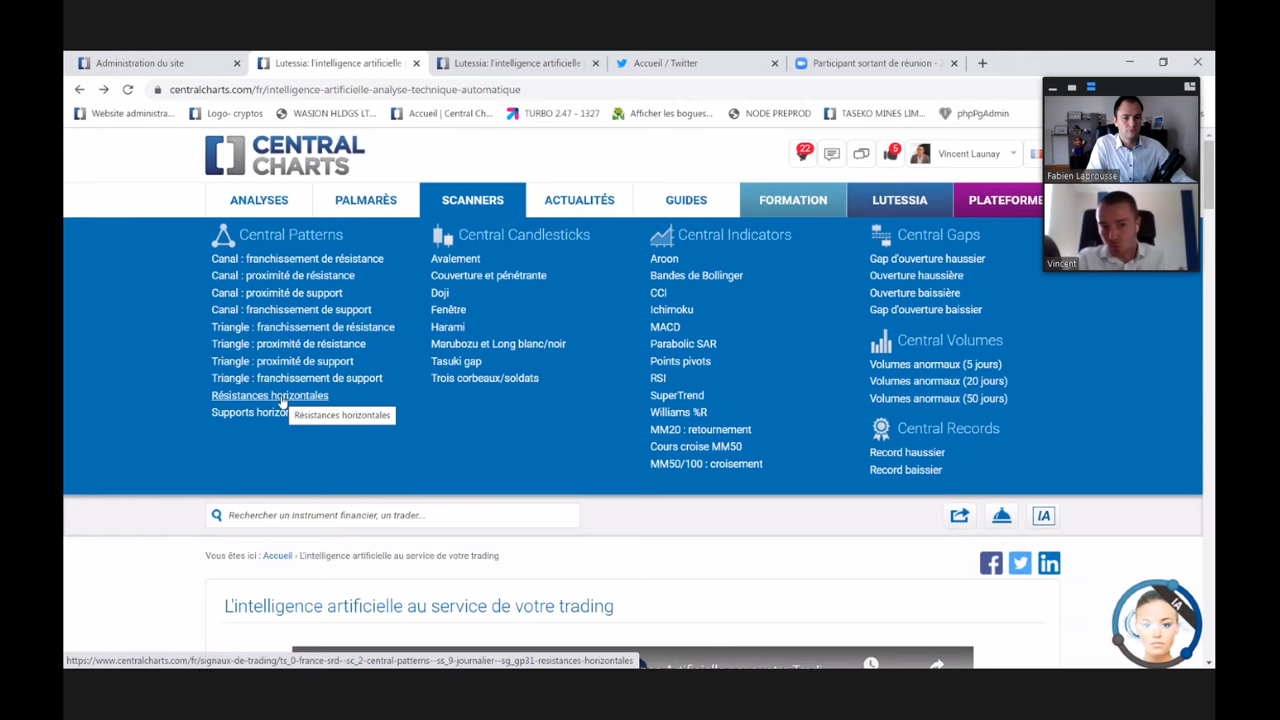 Administration du site
Lutessia: l'intelligence artificielle
Lutessia: l'intelligence artificielle
Accueil / Twitter
Participant sortant de réunion - Z
centralcharts.com/fr/intelligence-artificielle-analyse-technique-automatique
Website administra...
Logo- cryptos
WASION HLDGS LT...
Accueil | Central Ch...
TURBO 2.47 - 1327
Afficher les bogues...
NODE PREPROD
TASEKO MINES LIM...
phpPgAdmin
Fabien Labrousse
Vincent
CENTRAL
CHARTS
22
5
Vincent Launay
ANALYSES
PALMARÈS
SCANNERS
ACTUALITÉS
GUIDES
FORMATION
LUTESSIA
PLATEFORME
Central Patterns
Canal : franchissement de résistance
Canal : proximité de résistance
Canal : proximité de support
Canal : franchissement de support
Triangle : franchissement de résistance
Triangle : proximité de résistance
Triangle : proximité de support
Triangle : franchissement de support
Résistances horizontales
Supports horizon
Résistances horizontales
Central Candlesticks
Avalement
Couverture et pénétrante
Doji
Fenêtre
Harami
Marubozu et Long blanc/noir
Tasuki gap
Trois corbeaux/soldats
Central Indicators
Aroon
Bandes de Bollinger
CCI
Ichimoku
MACD
Parabolic SAR
Points pivots
RSI
SuperTrend
Williams %R
MM20 : retournement
Cours croise MM50
MM50/100 : croisement
Central Gaps
Gap d'ouverture haussier
Ouverture haussière
Ouverture baissière
Gap d'ouverture baissier
Central Volumes
Volumes anormaux (5 jours)
Volumes anormaux (20 jours)
Volumes anormaux (50 jours)
Central Records
Record haussier
Record baissier
Rechercher un instrument financier, un trader...
IA
Vous êtes ici : Accueil › L'intelligence artificielle au service de votre trading
L'intelligence artificielle au service de votre trading
IA
https://www.centralcharts.com/fr/signaux-de-trading/ts_0-france-srd--sc_2-central-patterns--ss_9-journalier--sg_gp31-resistances-horizontales